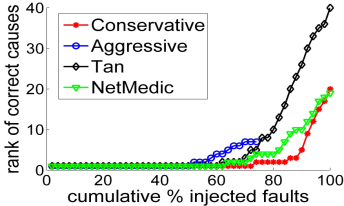 rank of correct causes
40
30
20
10
0
Conservative
Aggressive
Tan
NetMedic
0 20 40 60 80 100
cumulative % injected faults